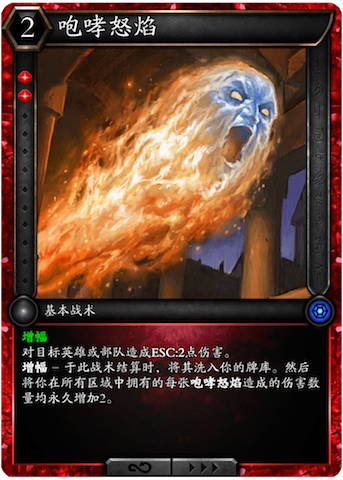 2
咆哮怒焰
基本战术
增幅
对目标英雄或部队造成ESC:2点伤害。
增幅 - 于此战术结算时，将其洗入你的牌库。然后
将你在所有区域中拥有的每张咆哮怒焰造成的伤害数
量均永久增加2。